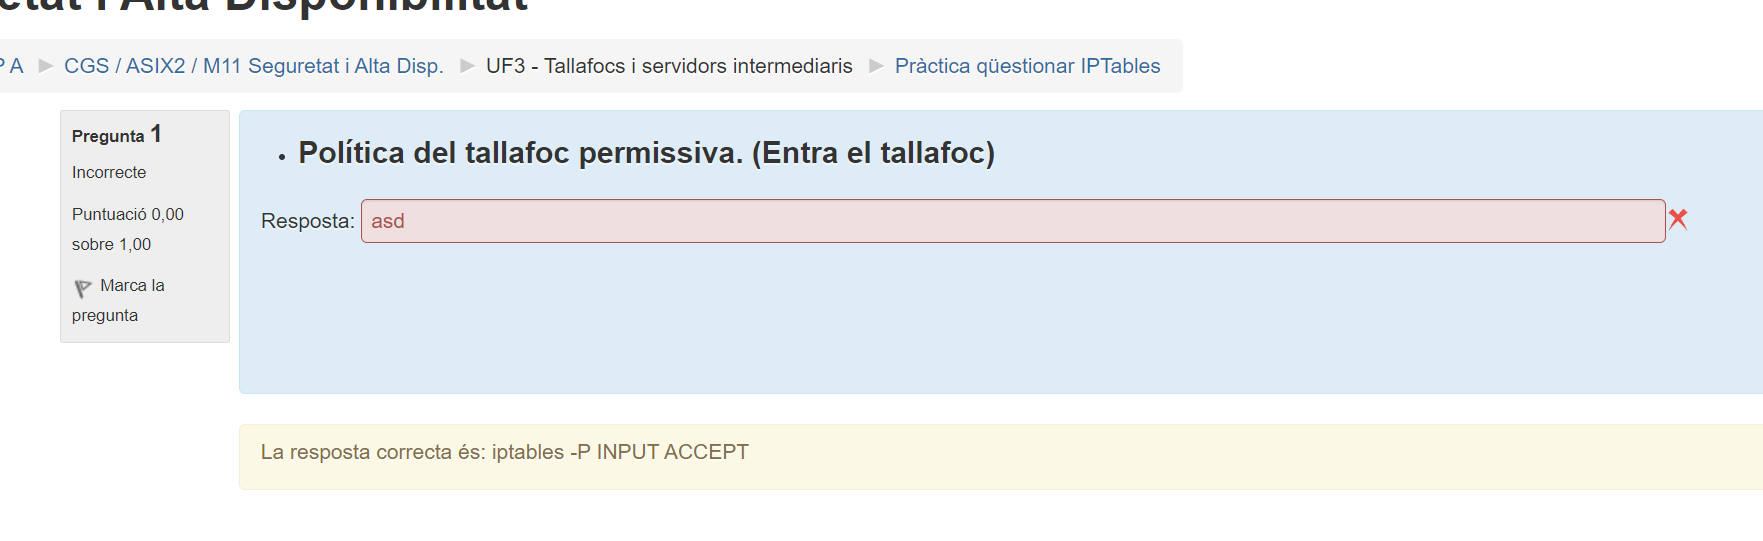 etat i Alta Disponibilitat
P A ► CGS / ASIX2 / M11 Seguretat i Alta Disp. ► UF3 - Tallafocs i servidors intermediaris ► Pràctica qüestionar IPTables
Pregunta 1
Incorrecte
Puntuació 0,00
sobre 1,00
Marca la
pregunta
• Política del tallafoc permissiva. (Entra el tallafoc)
Resposta: asd
La resposta correcta és: iptables -P INPUT ACCEPT